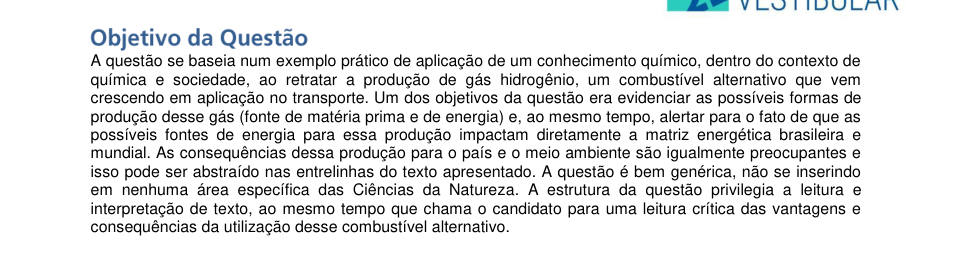 VESTIBULAR
Objetivo da Questão
A questão se baseia num exemplo prático de aplicação de um conhecimento químico, dentro do contexto de
química e sociedade, ao retratar a produção de gás hidrogênio, um combustível alternativo que vem
crescendo em aplicação no transporte. Um dos objetivos da questão era evidenciar as possíveis formas de
produção desse gás (fonte de matéria prima e de energia) e, ao mesmo tempo, alertar para o fato de que as
possíveis fontes de energia para essa produção impactam diretamente a matriz energética brasileira e
mundial. As consequências dessa produção para o país e o meio ambiente são igualmente preocupantes e
isso pode ser abstraído nas entrelinhas do texto apresentado. A questão é bem genérica, não se inserindo
em nenhuma área específica das Ciências da Natureza. A estrutura da questão privilegia a leitura e
interpretação de texto, ao mesmo tempo que chama o candidato para uma leitura crítica das vantagens e
consequências da utilização desse combustível alternativo.